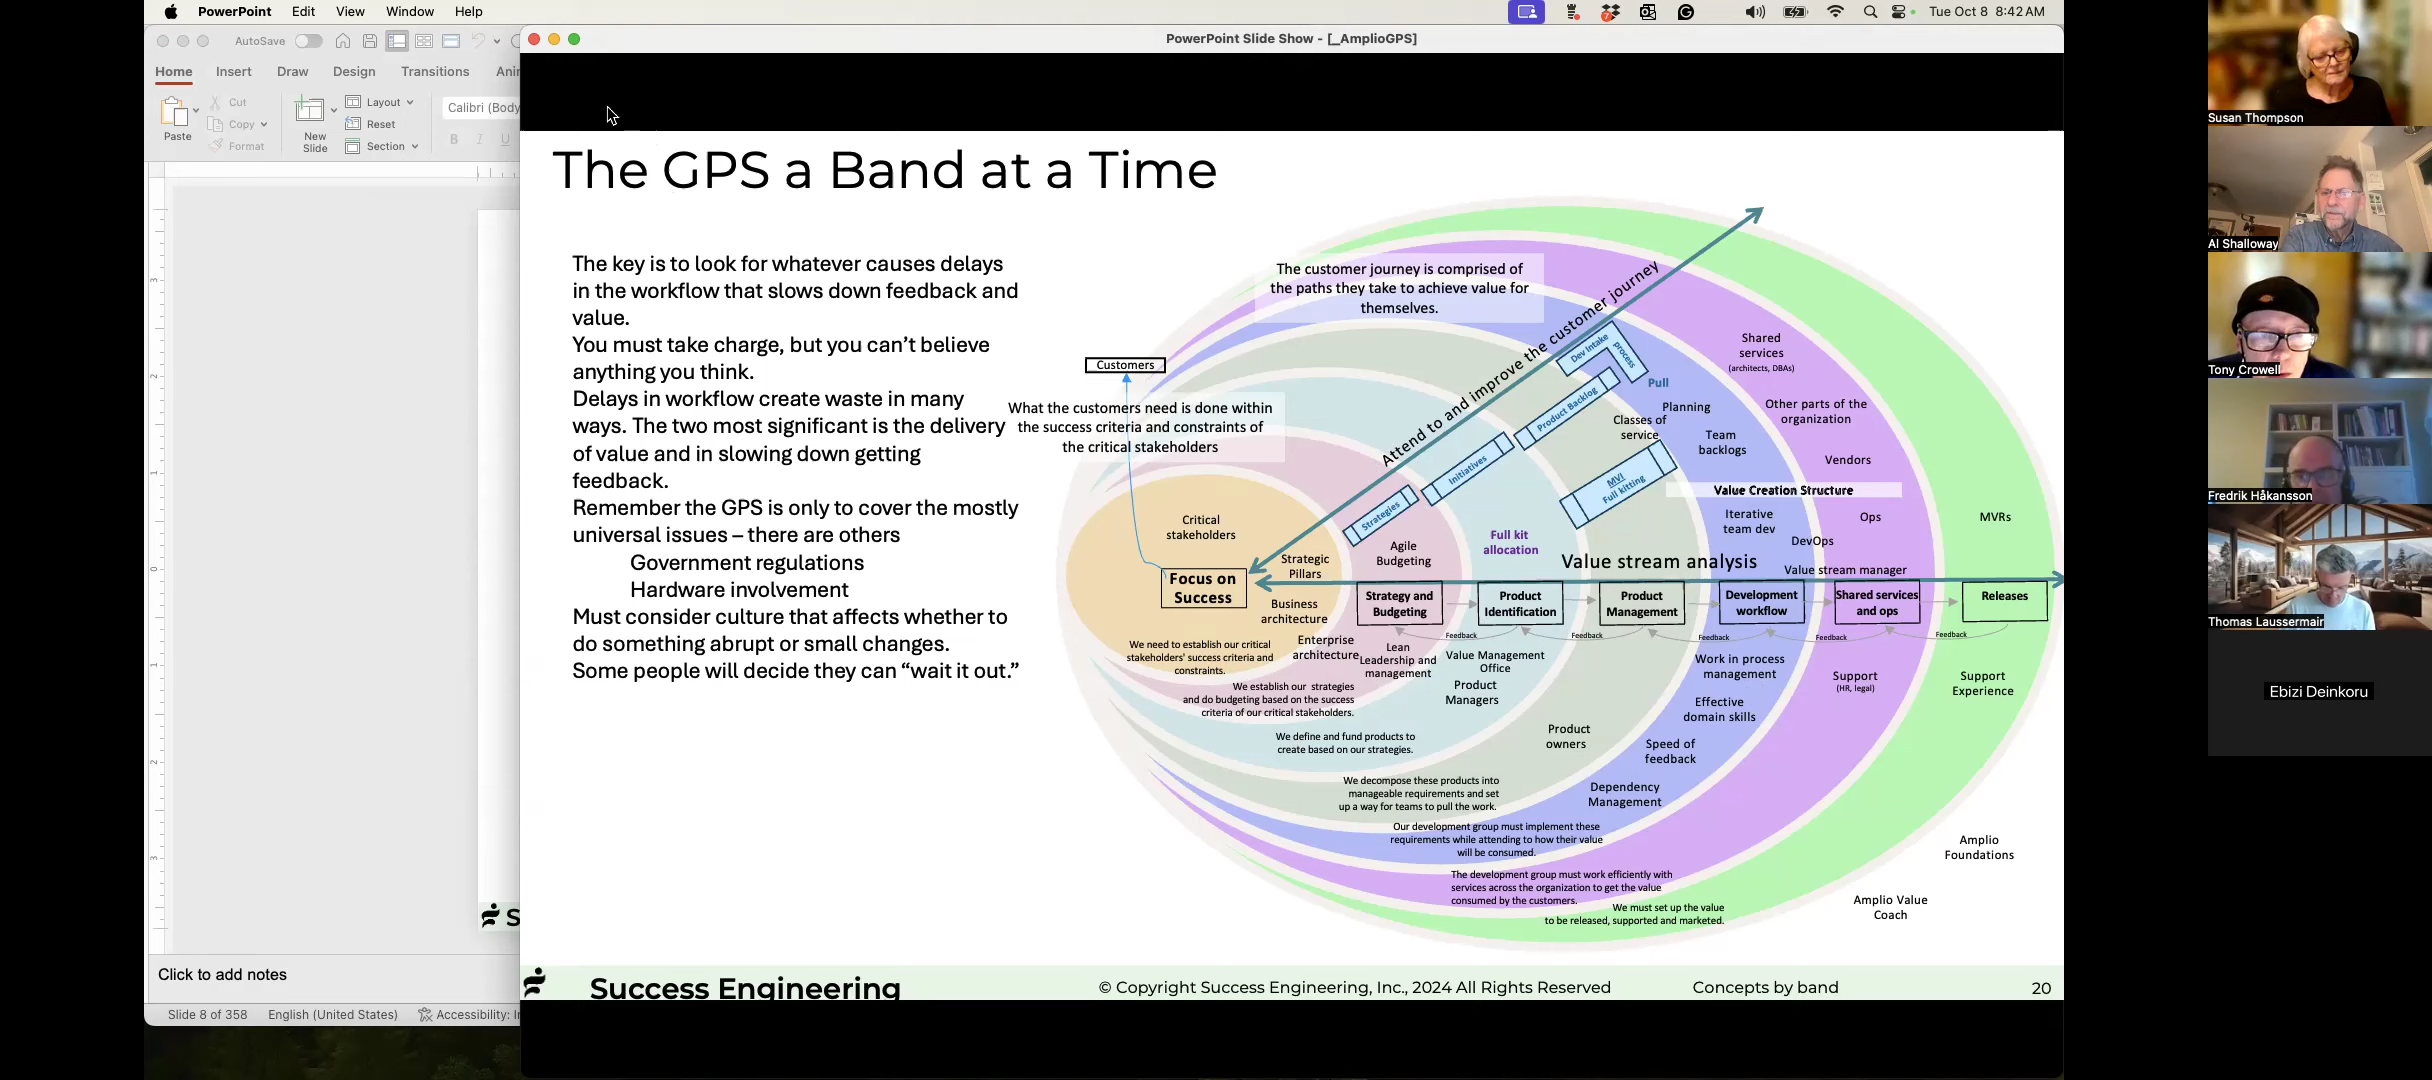 PowerPoint Edit View Window Help
Tue Oct 8 8:42 AM
AutoSave
PowerPoint Slide Show - [_AmplioGPS]
Home Insert Draw Design Transitions
Paste
Cut
Copy
Format
New
Slide
Layout
Reset
Section
Calibri (Body
B I U
The GPS a Band at a Time
The key is to look for whatever causes delays
in the workflow that slows down feedback and
value.
You must take charge, but you can’t believe
anything you think.
Delays in workflow create waste in many
ways. The two most significant is the delivery
of value and in slowing down getting
feedback.
Remember the GPS is only to cover the mostly
universal issues – there are others
Government regulations
Hardware involvement
Must consider culture that affects whether to
do something abrupt or small changes.
Some people will decide they can “wait it out.”
The customer journey is comprised of
the paths they take to achieve value for
themselves.
Customers
What the customers need is done within
the success criteria and constraints of
the critical stakeholders
Attend to and improve the customer journey
Dev Intake
process
Product Backlog
Initiatives
Strategies
MVI
Full kitting
Pull
Planning
Classes of
service
Team
backlogs
Shared
services
(architects, DBAs)
Other parts of the
organization
Vendors
Value Creation Structure
Iterative
team dev
Ops
DevOps
MVRs
Critical
stakeholders
Strategic
Pillars
Agile
Budgeting
Full kit
allocation
Value stream analysis
Value stream manager
Focus on
Success
Strategy and
Budgeting
Product
Identification
Product
Management
Development
workflow
Shared services
and ops
Releases
Feedback
Feedback
Feedback
Feedback
Feedback
Business
architecture
Enterprise
architecture
Lean
Leadership and
management
Value Management
Office
Product
Managers
Work in process
management
Effective
domain skills
Speed of
feedback
Dependency
Management
Product
owners
Support
(HR, legal)
Support
Experience
We need to establish our critical
stakeholders' success criteria and
constraints.
We establish our strategies
and do budgeting based on the success
criteria of our critical stakeholders.
We define and fund products to
create based on our strategies.
We decompose these products into
manageable requirements and set
up a way for teams to pull the work.
Our development group must implement these
requirements while attending to how their value
will be consumed.
The development group must work efficiently with
services across the organization to get the value
consumed by the customers.
We must set up the value
to be released, supported and marketed.
Amplio
Foundations
Amplio Value
Coach
Success Engineering
© Copyright Success Engineering, Inc., 2024 All Rights Reserved
Concepts by band
20
Click to add notes
Slide 8 of 358 English (United States) Accessibility:
Susan Thompson
Al Shalloway
Tony Crowell
Fredrik Håkansson
Thomas Laussermair
Ebizi Deinkoru